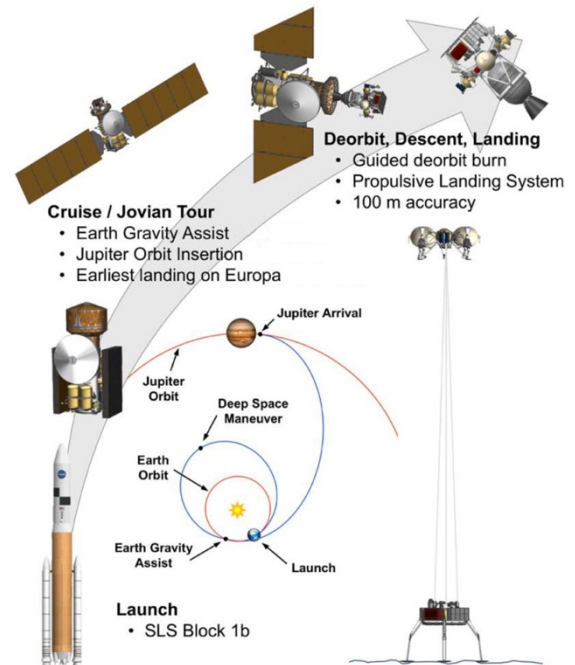 Deorbit, Descent, Landing
• Guided deorbit burn
• Propulsive Landing System
• 100 m accuracy
Cruise / Jovian Tour
• Earth Gravity Assist
• Jupiter Orbit Insertion
• Earliest landing on Europa
Jupiter Arrival
Jupiter
Orbit
Deep Space
Maneuver
Earth
Orbit
Earth Gravity
Assist
Launch
Launch
• SLS Block 1b